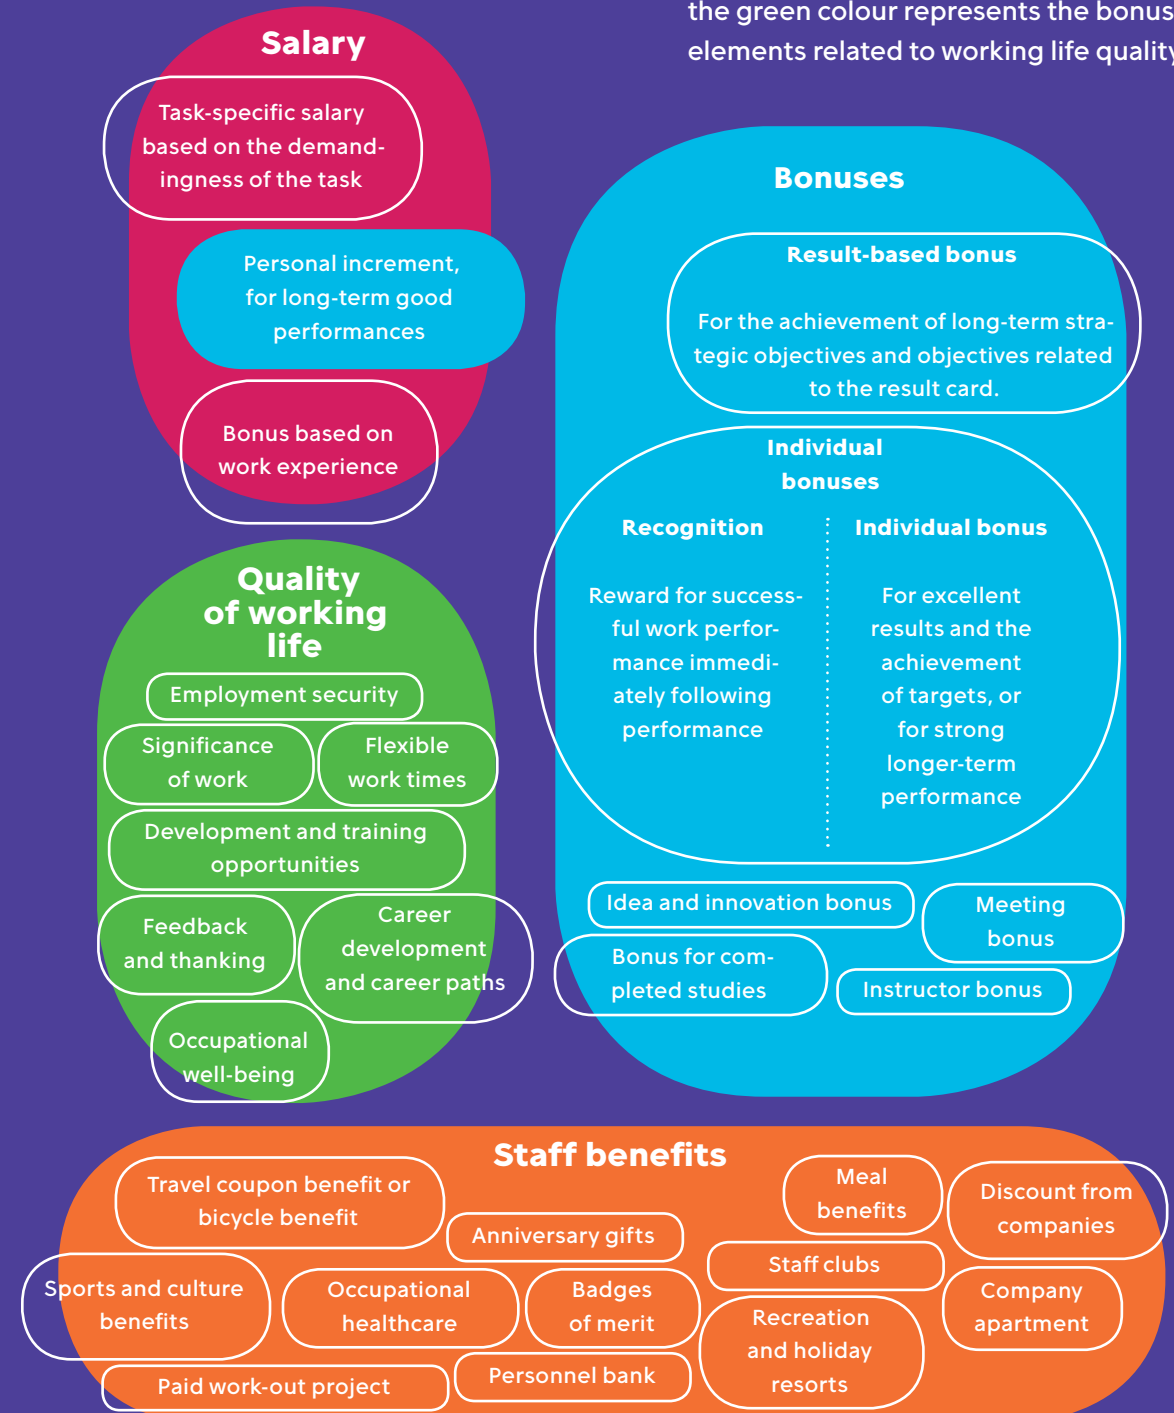 the green colour represents the bonus
elements related to working life quality
Salary
Task-specific salary
based on the demand-
ingness of the task
Personal increment,
for long-term good
performances
Bonus based on
work experience
Quality
of working
life
Employment security
Significance
of work
Flexible
work times
Development and training
opportunities
Feedback
and thanking
Career
development
and career paths
Occupational
well-being
Bonuses
Result-based bonus
For the achievement of long-term stra-
tegic objectives and objectives related
to the result card.
Individual
bonuses
Recognition
Reward for success-
ful work perfor-
mance immedi-
ately following
performance
Individual bonus
For excellent
results and the
achievement
of targets, or
for strong
longer-term
performance
Idea and innovation bonus
Meeting
bonus
Bonus for com-
pleted studies
Instructor bonus
Staff benefits
Travel coupon benefit or
bicycle benefit
Anniversary gifts
Meal
benefits
Discount from
companies
Staff clubs
Sports and culture
benefits
Occupational
healthcare
Badges
of merit
Company
apartment
Recreation
and holiday
resorts
Paid work-out project
Personnel bank